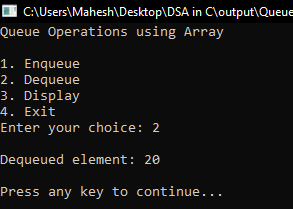 C:\Users\Mahesh\Desktop\DSA in C\output\Queue
Queue Operations using Array
1. Enqueue
2. Dequeue
3. Display
4. Exit
Enter your choice: 2
Dequeued element: 20
Press any key to continue...